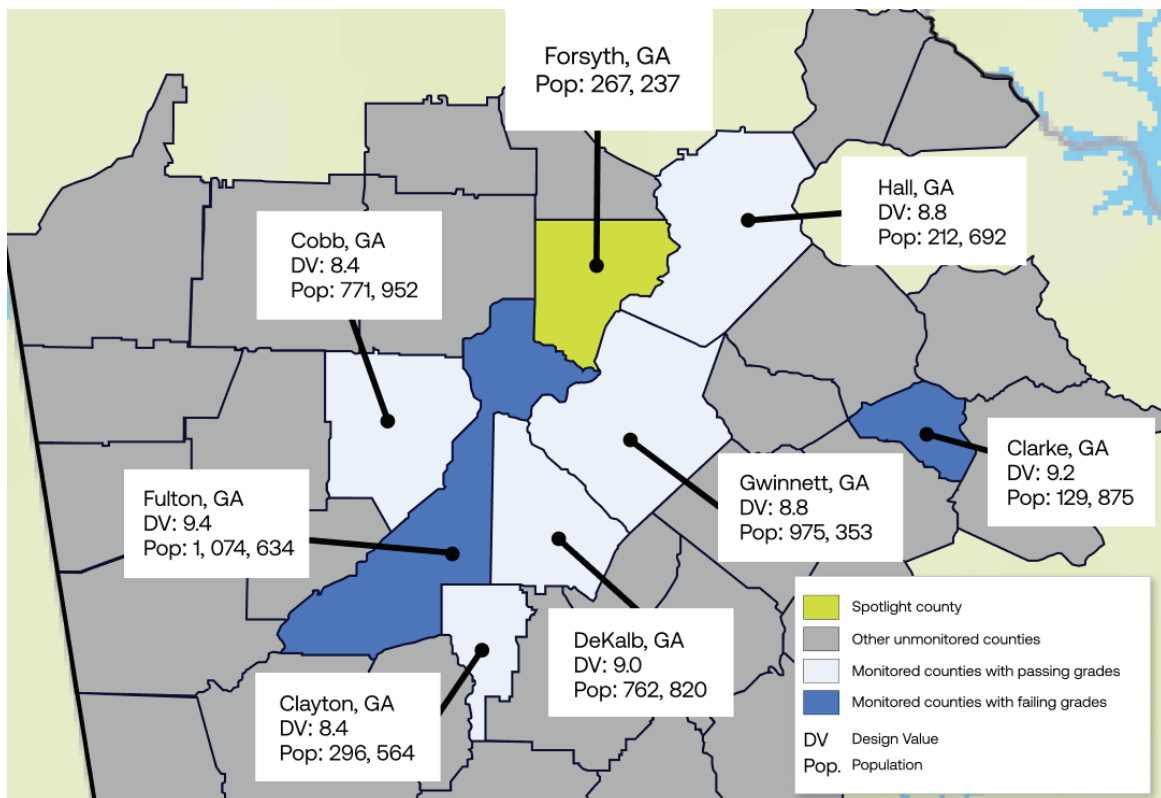 Forsyth, GA
Pop: 267, 237
Hall, GA
DV: 8.8
Pop: 212, 692
Cobb, GA
DV: 8.4
Pop: 771, 952
Clarke, GA
DV: 9.2
Pop: 129, 875
Gwinnett, GA
DV: 8.8
Pop: 975, 353
Fulton, GA
DV: 9.4
Pop: 1, 074, 634
DeKalb, GA
DV: 9.0
Pop: 762, 820
Clayton, GA
DV: 8.4
Pop: 296, 564
Spotlight county
Other unmonitored counties
Monitored counties with passing grades
Monitored counties with failing grades
DV Design Value
Pop. Population